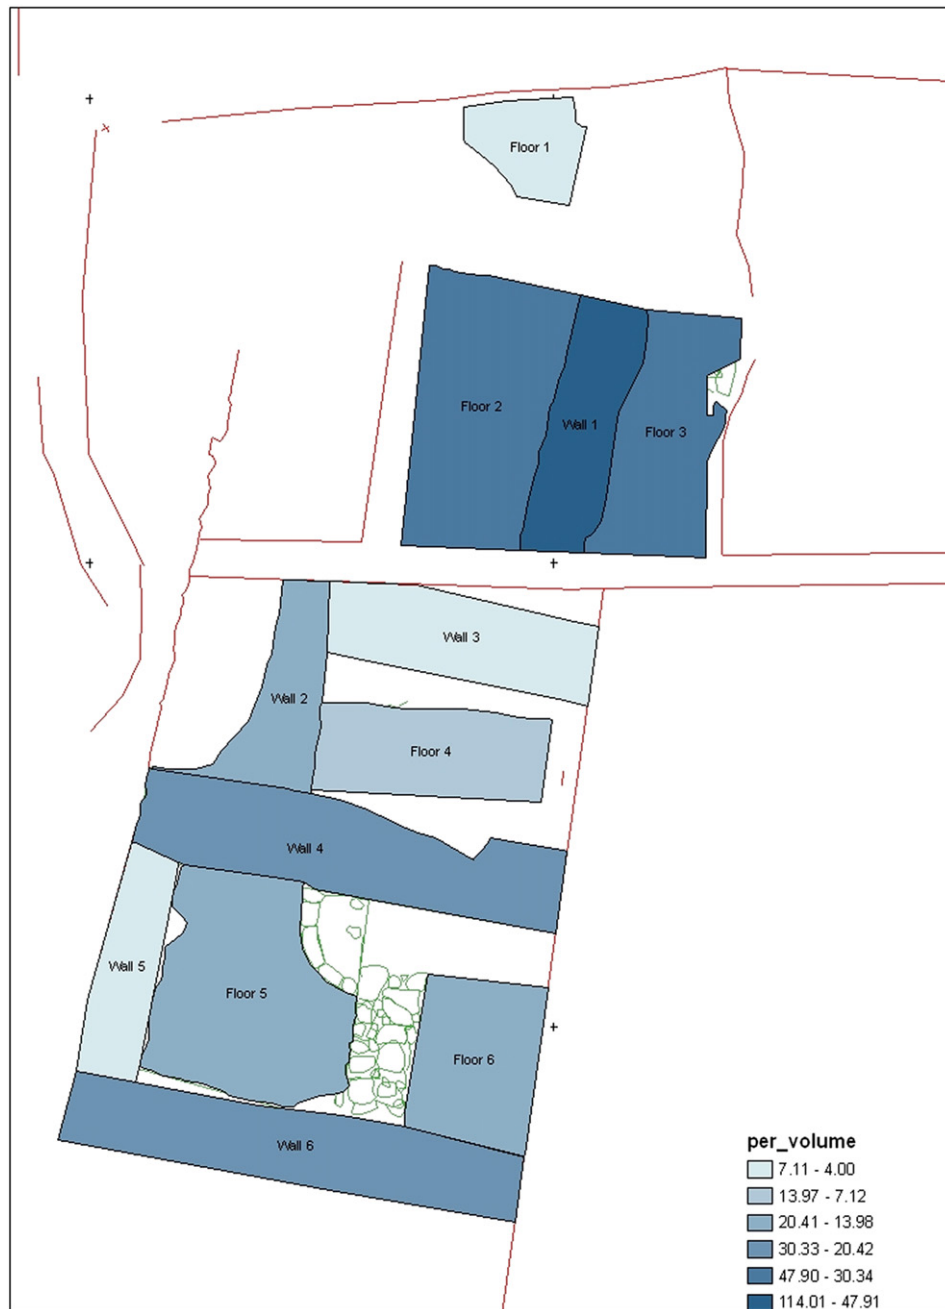 Floor 1
Floor 2
Wall 1
Floor 3
Wall 3
Wall 2
Floor 4
Wall 4
Wall 5
Floor 5
Floor 6
Wall 6
per_volume
7.11 - 4.00
13.97 - 7.12
20.41 - 13.98
30.33 - 20.42
47.90 - 30.34
114.01 - 47.91